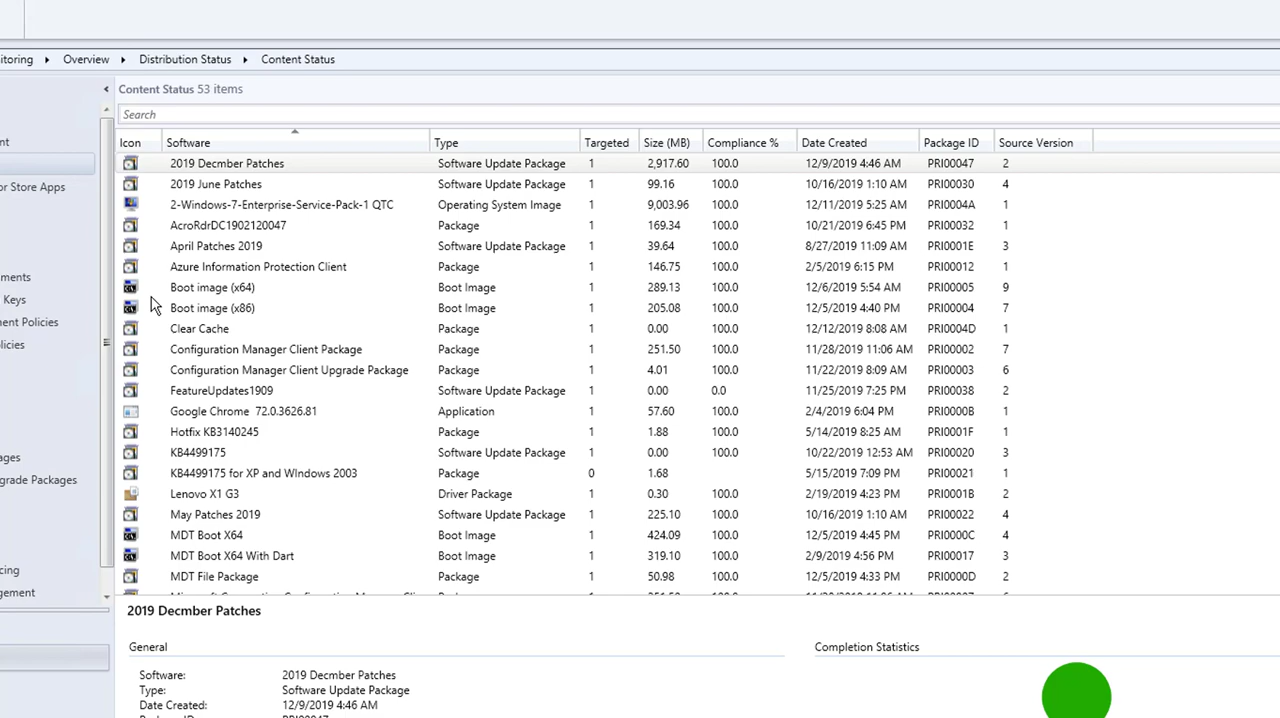 itoring ▸ Overview ▸ Distribution Status ▸ Content Status
Content Status 53 items
Search
Icon Software Type Targeted Size (MB) Compliance % Date Created Package ID Source Version
2019 Decmber Patches Software Update Package 1 2,917.60 100.0 12/9/2019 4:46 AM PRI00047 2
nt
2019 June Patches Software Update Package 1 99.16 100.0 10/16/2019 1:10 AM PRI00030 4
or Store Apps
2-Windows-7-Enterprise-Service-Pack-1 QTC Operating System Image 1 9,003.96 100.0 12/11/2019 5:25 AM PRI0004A 1
AcroRdrDC1902120047 Package 1 169.34 100.0 10/21/2019 6:45 PM PRI00032 1
April Patches 2019 Software Update Package 1 39.64 100.0 8/27/2019 11:09 AM PRI0001E 3
Azure Information Protection Client Package 1 146.75 100.0 2/5/2019 6:15 PM PRI00012 1
ments
Boot image (x64) Boot Image 1 289.13 100.0 12/6/2019 5:54 AM PRI00005 9
Keys
Boot image (x86) Boot Image 1 205.08 100.0 12/5/2019 4:40 PM PRI00004 7
ent Policies
Clear Cache Package 1 0.00 100.0 12/12/2019 8:08 AM PRI0004D 1
licies
Configuration Manager Client Package Package 1 251.50 100.0 11/28/2019 11:06 AM PRI00002 7
Configuration Manager Client Upgrade Package Package 1 4.01 100.0 11/22/2019 8:09 AM PRI00003 6
FeatureUpdates1909 Software Update Package 1 0.00 0.0 11/25/2019 7:25 PM PRI00038 2
Google Chrome 72.0.3626.81 Application 1 57.60 100.0 2/4/2019 6:04 PM PRI0000B 1
Hotfix KB3140245 Package 1 1.88 100.0 5/14/2019 8:25 AM PRI0001F 1
KB4499175 Software Update Package 1 0.00 100.0 10/22/2019 12:53 AM PRI00020 3
ages
KB4499175 for XP and WIndows 2003 Package 0 1.68 5/15/2019 7:09 PM PRI00021 1
grade Packages
Lenovo X1 G3 Driver Package 1 0.30 100.0 2/19/2019 4:23 PM PRI0001B 2
May Patches 2019 Software Update Package 1 225.10 100.0 10/16/2019 1:10 AM PRI00022 4
MDT Boot X64 Boot Image 1 424.09 100.0 12/5/2019 4:45 PM PRI0000C 4
MDT Boot X64 With Dart Boot Image 1 319.10 100.0 2/9/2019 4:56 PM PRI00017 3
cing
MDT File Package Package 1 50.98 100.0 12/5/2019 4:33 PM PRI0000D 2
gement
2019 Decmber Patches
General Completion Statistics
Software: 2019 Decmber Patches
Type: Software Update Package
Date Created: 12/9/2019 4:46 AM